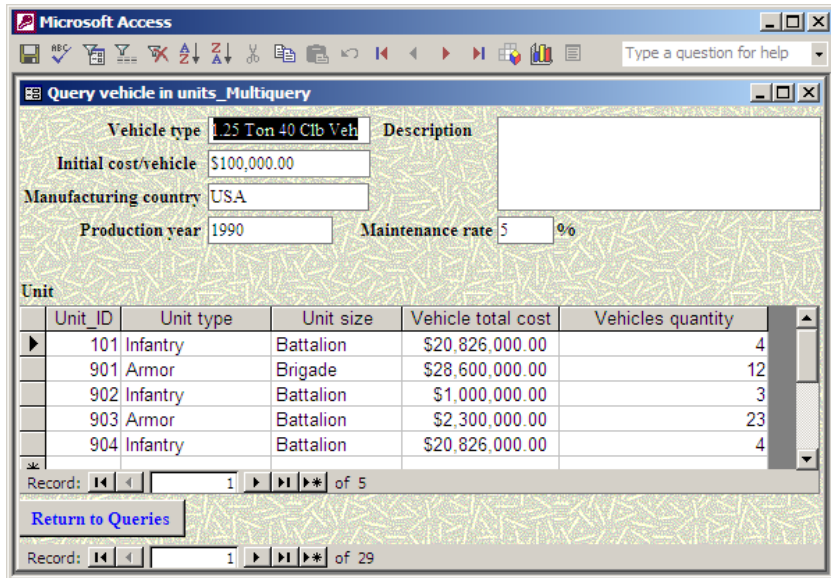 Microsoft Access
ABC A Z Z A Type a question for help
Query vehicle in units_Multiquery
Vehicle type 1.25 Ton 40 Clb Veh Description
Initial cost/vehicle $100,000.00
Manufacturing country USA
Production year 1990 Maintenance rate 5 %
Unit
Unit_ID Unit type Unit size Vehicle total cost Vehicles quantity
101 Infantry Battalion $20,826,000.00 4
901 Armor Brigade $28,600,000.00 12
902 Infantry Battalion $1,000,000.00 3
903 Armor Battalion $2,300,000.00 23
904 Infantry Battalion $20,826,000.00 4
Record: 1 of 5
Return to Queries
Record: 1 of 29